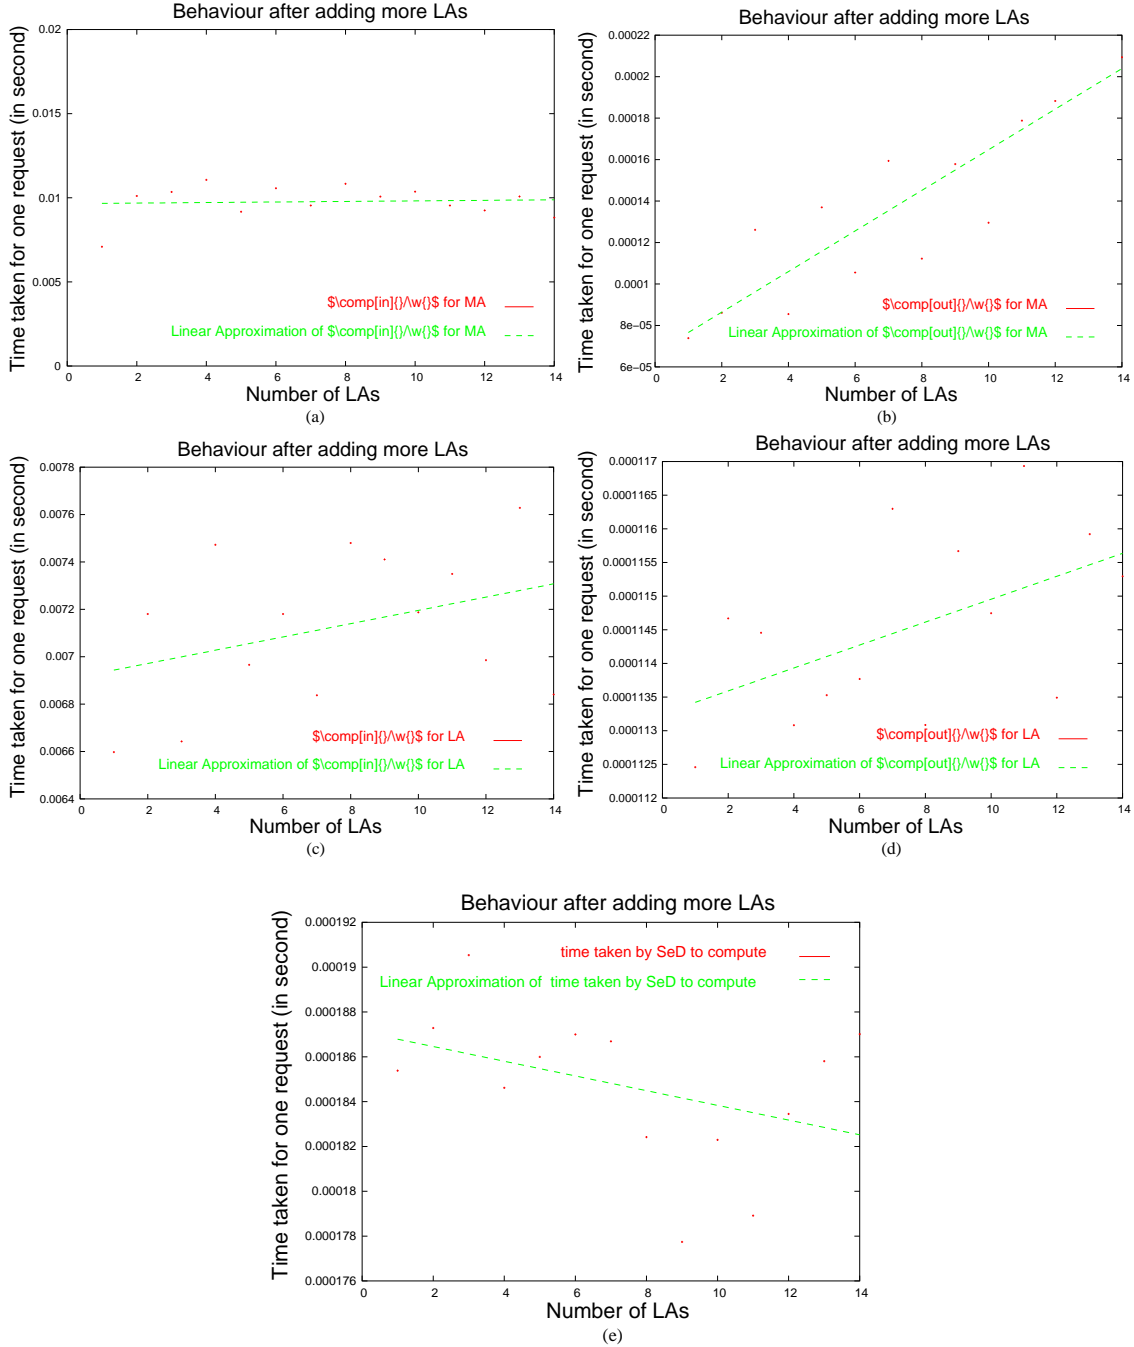 Behaviour after adding more LAs
Time taken for one request (in second)
0.02
0.015
0.01
0.005
0
$\comp[in]{}/\w{}$ for MA
Linear Approximation of $\comp[in]{}/\w{}$ for MA
0 2 4 6 8 10 12 14
Number of LAs
(a)
Behaviour after adding more LAs
Time taken for one request (in second)
0.00022
0.0002
0.00018
0.00016
0.00014
0.00012
0.0001
8e−05
6e−05
$\comp[out]{}/\w{}$ for MA
Linear Approximation of $\comp[out]{}/\w{}$ for MA
0 2 4 6 8 10 12 14
Number of LAs
(b)
Behaviour after adding more LAs
Time taken for one request (in second)
0.0078
0.0076
0.0074
0.0072
0.007
0.0068
0.0066
0.0064
$\comp[in]{}/\w{}$ for LA
Linear Approximation of $\comp[in]{}/\w{}$ for LA
0 2 4 6 8 10 12 14
Number of LAs
(c)
Behaviour after adding more LAs
Time taken for one request (in second)
0.000117
0.0001165
0.000116
0.0001155
0.000115
0.0001145
0.000114
0.0001135
0.000113
0.0001125
0.000112
$\comp[out]{}/\w{}$ for LA
Linear Approximation of $\comp[out]{}/\w{}$ for LA
0 2 4 6 8 10 12 14
Number of LAs
(d)
Behaviour after adding more LAs
Time taken for one request (in second)
0.000192
0.00019
0.000188
0.000186
0.000184
0.000182
0.00018
0.000178
0.000176
time taken by SeD to compute
Linear Approximation of time taken by SeD to compute
0 2 4 6 8 10 12 14
Number of LAs
(e)